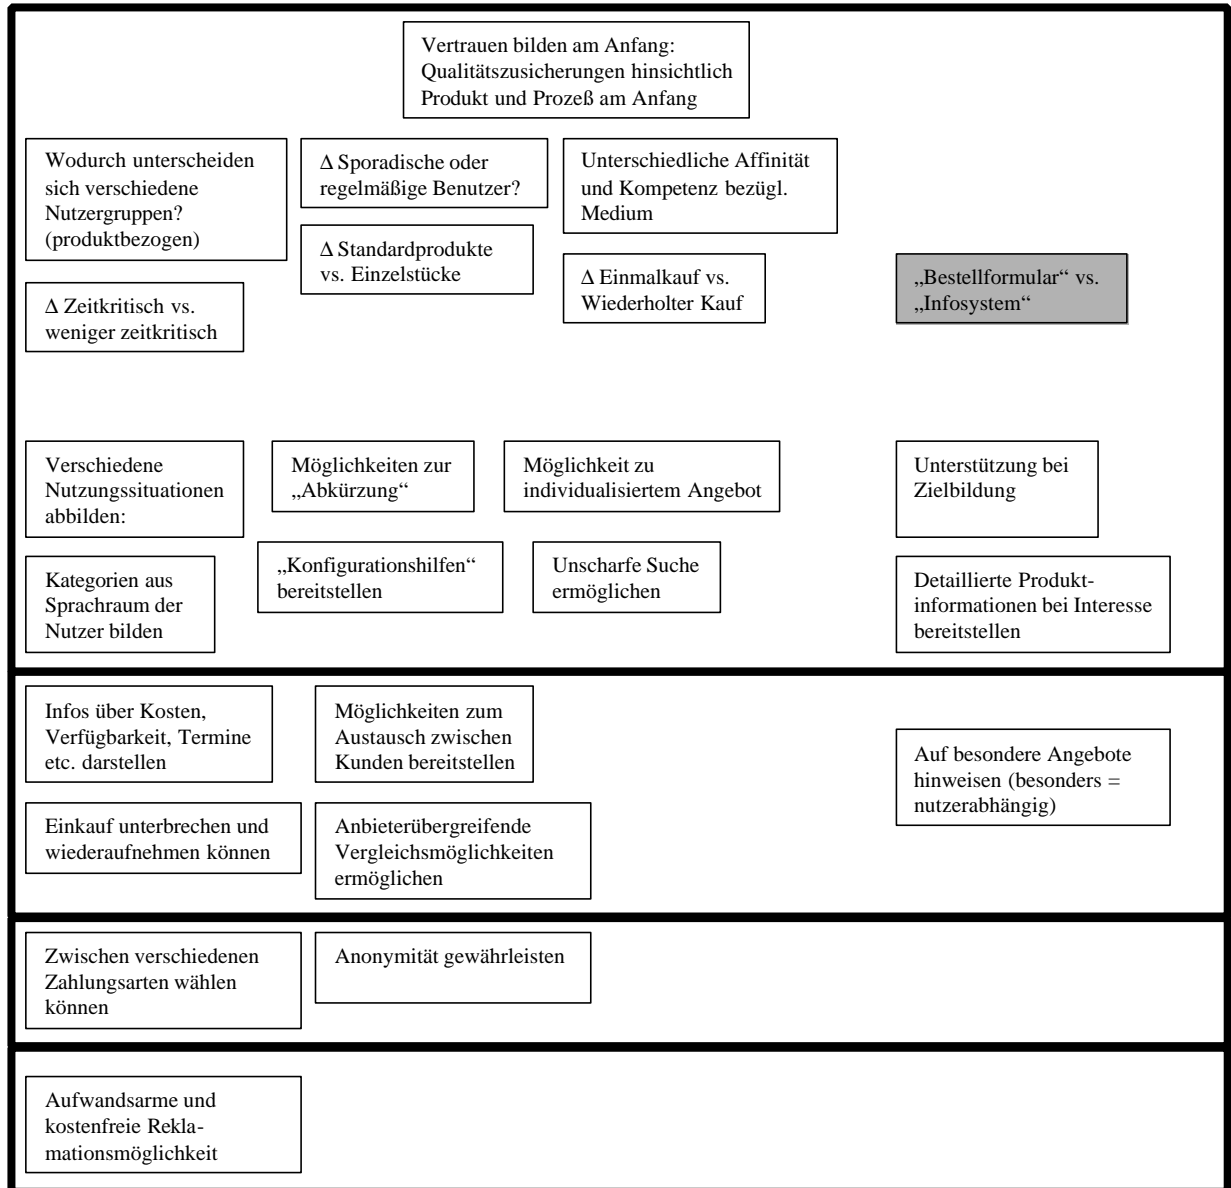 Vertrauen bilden am Anfang:
Qualitätszusicherungen hinsichtlich
Produkt und Prozeß am Anfang
Wodurch unterscheiden
sich verschiedene
Nutzergruppen?
(produktbezogen)
Δ Sporadische oder
regelmäßige Benutzer?
Unterschiedliche Affinität
und Kompetenz bezügl.
Medium
Δ Standardprodukte
vs. Einzelstücke
Δ Einmalkauf vs.
Wiederholter Kauf
„Bestellformular“ vs.
„Infosystem“
Δ Zeitkritisch vs.
weniger zeitkritisch
Verschiedene
Nutzungssituationen
abbilden:
Möglichkeiten zur
„Abkürzung“
Möglichkeit zu
individualisiertem Angebot
Unterstützung bei
Zielbildung
Kategorien aus
Sprachraum der
Nutzer bilden
„Konfigurationshilfen“
bereitstellen
Unscharfe Suche
ermöglichen
Detaillierte Produkt-
informationen bei Interesse
bereitstellen
Infos über Kosten,
Verfügbarkeit, Termine
etc. darstellen
Möglichkeiten zum
Austausch zwischen
Kunden bereitstellen
Auf besondere Angebote
hinweisen (besonders =
nutzerabhängig)
Einkauf unterbrechen und
wiederaufnehmen können
Anbieterübergreifende
Vergleichsmöglichkeiten
ermöglichen
Zwischen verschiedenen
Zahlungsarten wählen
können
Anonymität gewährleisten
Aufwandsarme und
kostenfreie Rekla-
mationsmöglichkeit